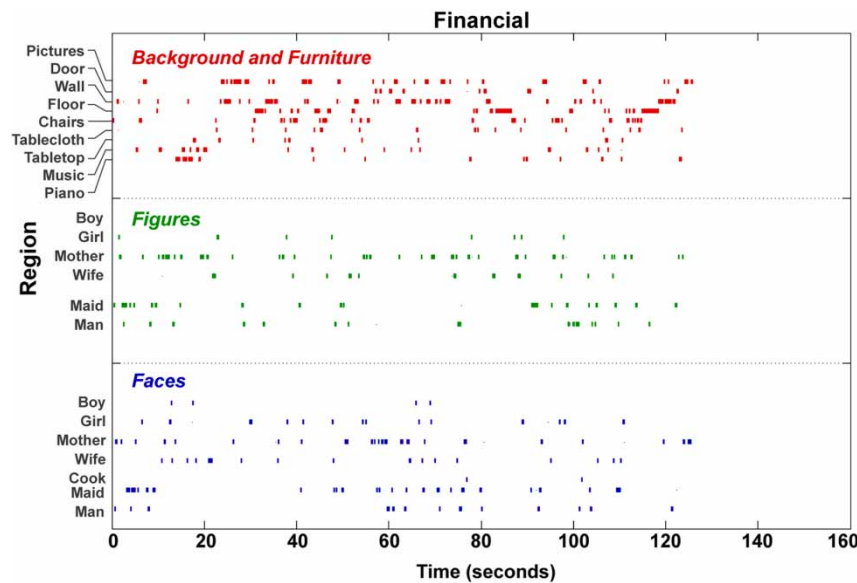 Financial
Background and Furniture
Pictures
Door
Wall
Floor
Chairs
Tablecloth
Tabletop
Music
Piano
Figures
Boy
Girl
Mother
Wife
Maid
Man
Faces
Boy
Girl
Mother
Wife
Cook
Maid
Man
Region
0 20 40 60 80 100 120 140 160
Time (seconds)